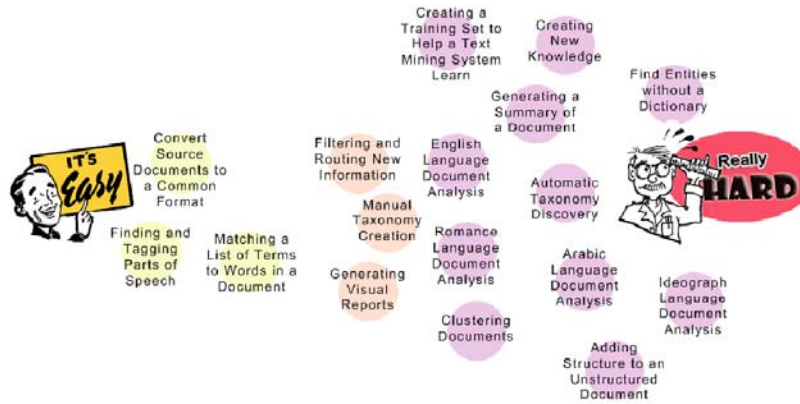 Creating a
Training Set to
Help a Text
Mining System
Learn
Creating
New
Knowledge
Find Entities
without a
Dictionary
Generating a
Summary of
a Document
IT'S
Easy
Convert
Source
Documents to
a Common
Format
Filtering and
Routing New
Information
English
Language
Document
Analysis
Automatic
Taxonomy
Discovery
Really
HARD
Manual
Taxonomy
Creation
Finding and
Tagging
Parts of
Speech
Matching a
List of Terms
to Words in a
Document
Romance
Language
Document
Analysis
Arabic
Language
Document
Analysis
Generating
Visual
Reports
Ideograph
Language
Document
Analysis
Clustering
Documents
Adding
Structure to an
Unstructured
Document